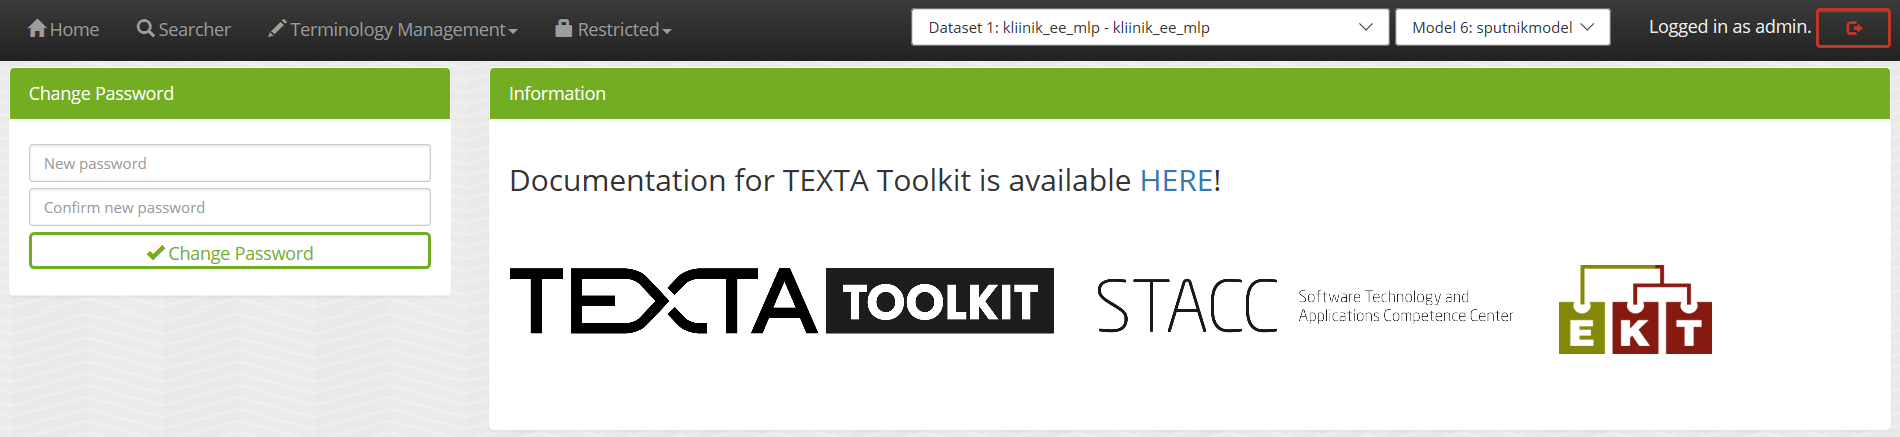 Home Searcher Terminology Management Restricted Dataset 1: kliinik_ee_mlp - kliinik_ee_mlp Model 6: sputnikmodel Logged in as admin.
Change Password
New password
Confirm new password
Change Password
Information
Documentation for TEXTA Toolkit is available HERE!
TEXTA TOOLKIT
STACC
Software Technology and
Applications Competence Center
EKT